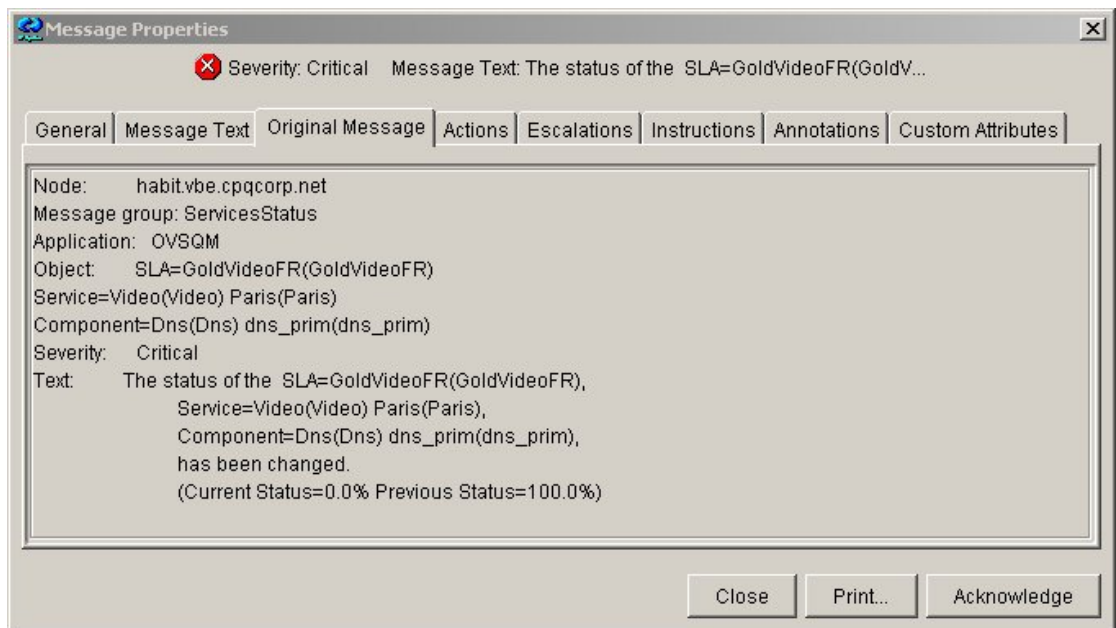 Message Properties
Severity: Critical Message Text: The status of the SLA=GoldVideoFR(GoldV...
General Message Text Original Message Actions Escalations Instructions Annotations Custom Attributes
Node: habit.vbe.cpqcorp.net
Message group: ServicesStatus
Application: OVSQM
Object: SLA=GoldVideoFR(GoldVideoFR)
Service=Video(Video) Paris(Paris)
Component=Dns(Dns) dns_prim(dns_prim)
Severity: Critical
Text: The status of the SLA=GoldVideoFR(GoldVideoFR),
Service=Video(Video) Paris(Paris),
Component=Dns(Dns) dns_prim(dns_prim),
has been changed.
(Current Status=0.0% Previous Status=100.0%)
Close Print... Acknowledge